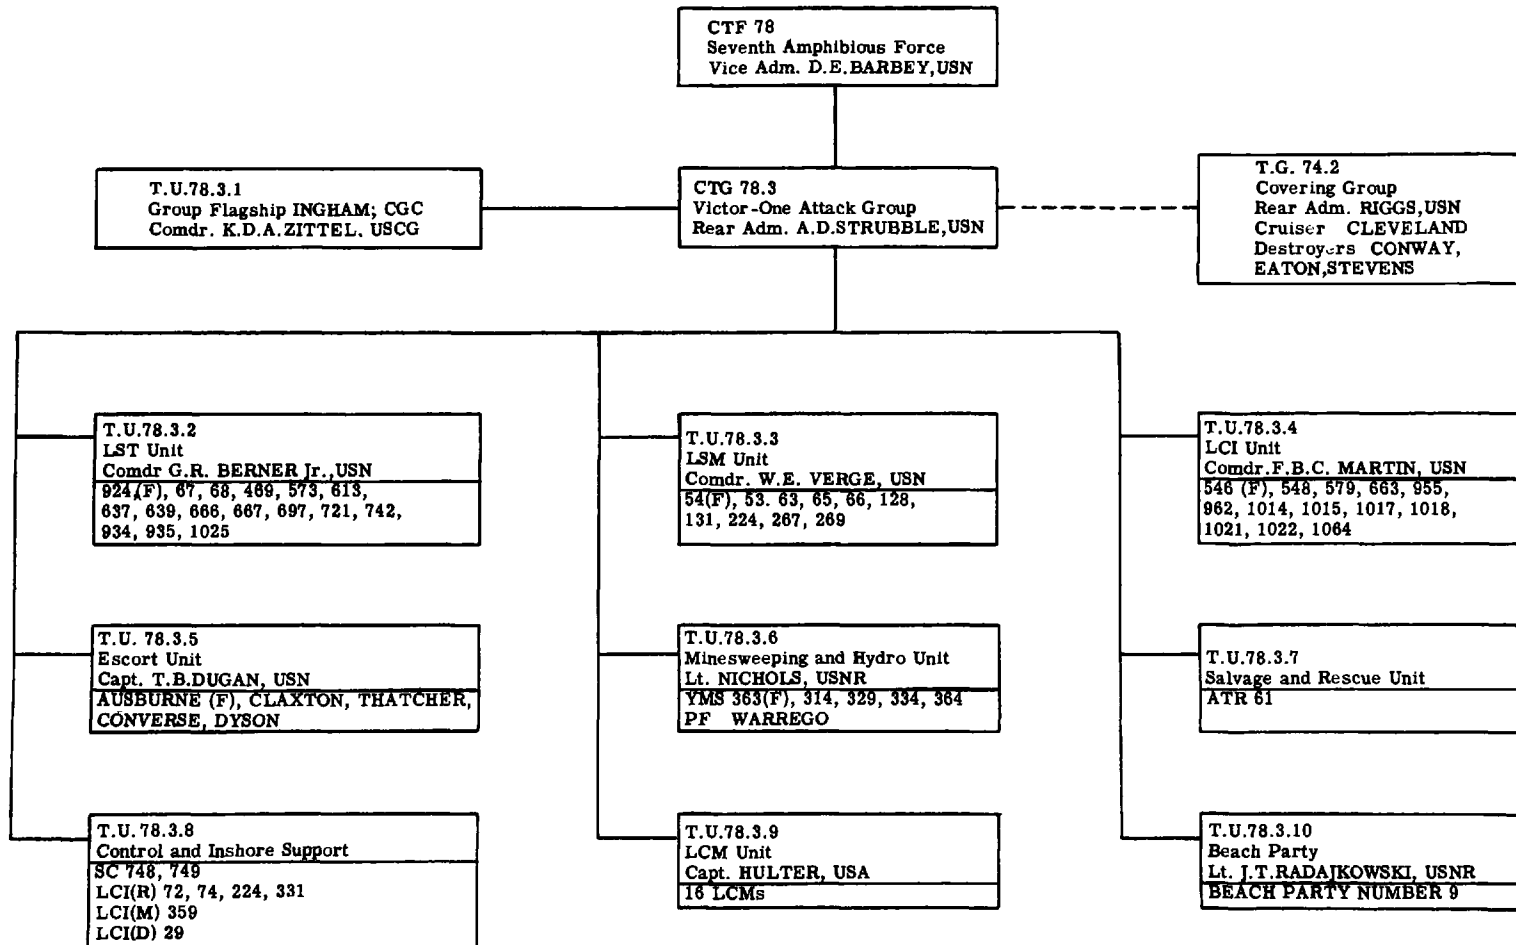 CTF 78
Seventh Amphibious Force
Vice Adm. D.E.BARBEY,USN
T.U.78.3.1
Group Flagship INGHAM; CGC
Comdr. K.D.A.ZITTEL. USCG
CTG 78.3
Victor-One Attack Group
Rear Adm. A.D.STRUBBLE,USN
T.G. 74.2
Covering Group
Rear Adm. RIGGS,USN
Cruiser CLEVELAND
Destroyers CONWAY,
EATON,STEVENS
T.U.78.3.2
LST Unit
Comdr G.R. BERNER Jr.,USN
924(F), 67, 68, 469, 573, 613,
637, 639, 666, 667, 697, 721, 742,
934, 935, 1025
T.U.78.3.3
LSM Unit
Comdr. W.E. VERGE, USN
54(F), 53. 63, 65, 66, 128,
131, 224, 267, 269
T.U.78.3.4
LCI Unit
Comdr.F.B.C. MARTIN, USN
546 (F), 548, 579, 663, 955,
962, 1014, 1015, 1017, 1018,
1021, 1022, 1064
T.U. 78.3.5
Escort Unit
Capt. T.B.DUGAN, USN
AUSBURNE (F), CLAXTON, THATCHER,
CONVERSE, DYSON
T.U.78.3.6
Minesweeping and Hydro Unit
Lt. NICHOLS, USNR
YMS 363(F), 314, 329, 334, 364
PF WARREGO
T.U.78.3.7
Salvage and Rescue Unit
ATR 61
T.U. 78.3.8
Control and Inshore Support
SC 748, 749
LCI(R) 72, 74, 224, 331
LCI(M) 359
LCI(D) 29
T.U.78.3.9
LCM Unit
Capt. HULTER, USA
16 LCMs
T.U.78.3.10
Beach Party
Lt. J.T.RADAJKOWSKI, USNR
BEACH PARTY NUMBER 9